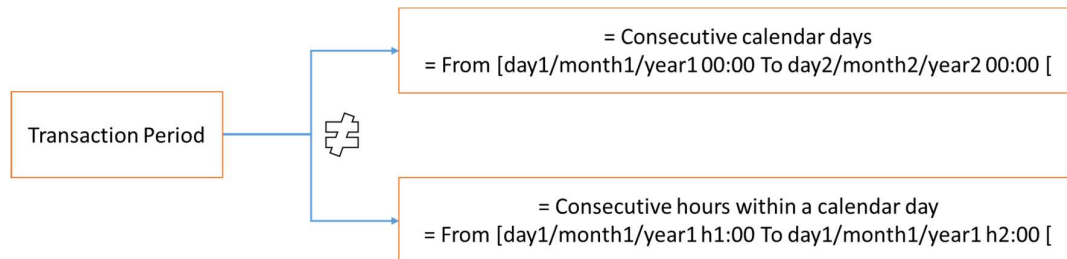 = Consecutive calendar days
= From [day1/month1/year1 00:00 To day2/month2/year2 00:00 [
Transaction Period
≠
= Consecutive hours within a calendar day
= From [day1/month1/year1 h1:00 To day1/month1/year1 h2:00 [